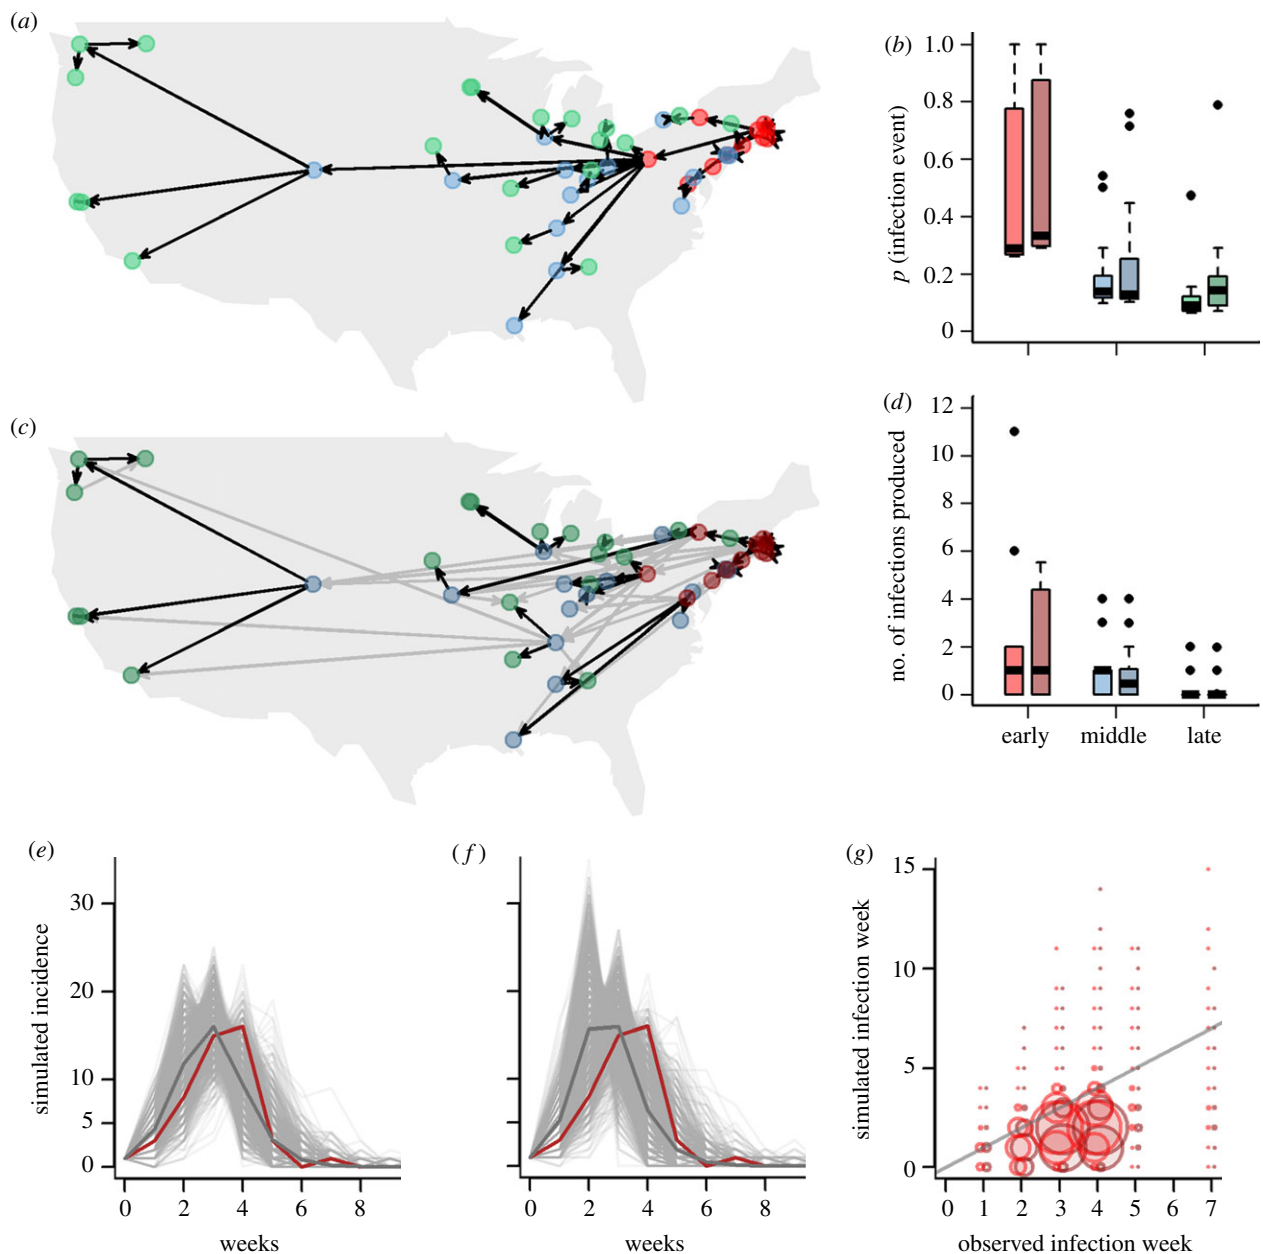 (a)
(b)
1.0
0.8
0.6
0.4
0.2
0
p (infection event)
(c)
(d)
12
10
8
6
4
2
0
no. of infections produced
early middle late
(e)
30
20
10
5
0
simulated incidence
0 2 4 6 8
weeks
(f)
0 2 4 6 8
weeks
(g)
15
10
5
0
simulated infection week
0 1 2 3 4 5 6 7
observed infection week